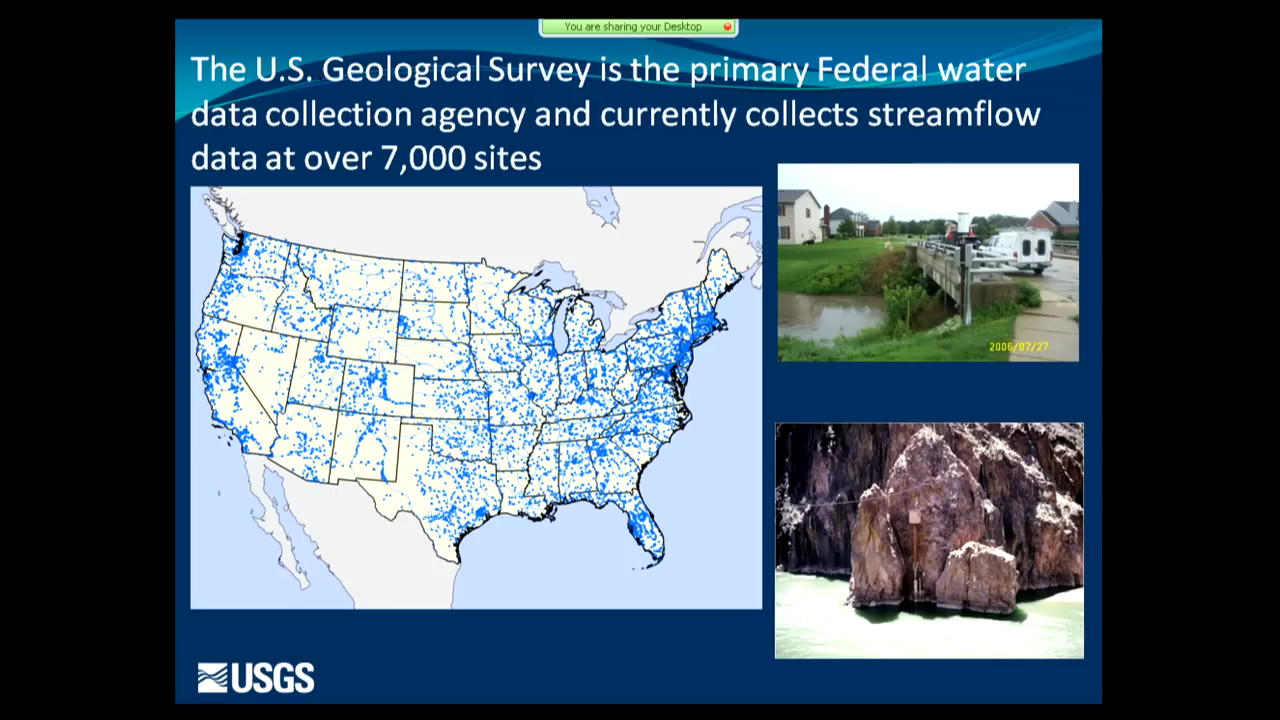 You are sharing your Desktop
The U.S. Geological Survey is the primary Federal water
data collection agency and currently collects streamflow
data at over 7,000 sites
2006/07/27
USGS